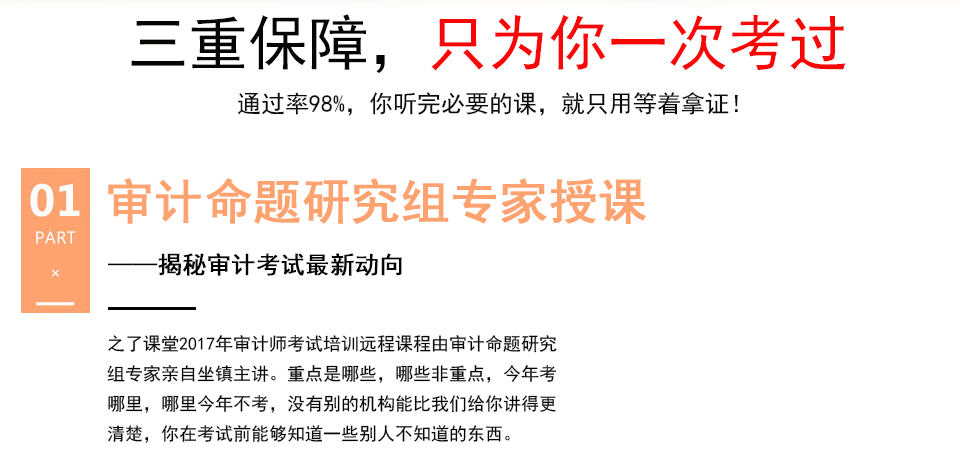 三重保障，只为你一次考过
通过率98%，你听完必要的课，就只用等着拿证！
01
PART
×
审计命题研究组专家授课
——揭秘审计考试最新动向
之了课堂2017年审计师考试培训远程课程由审计命题研究
组专家亲自坐镇主讲。重点是哪些，哪些非重点，今年考
哪里，哪里今年不考，没有别的机构能比我们给你讲得更
清楚，你在考试前能够知道一些别人不知道的东西。